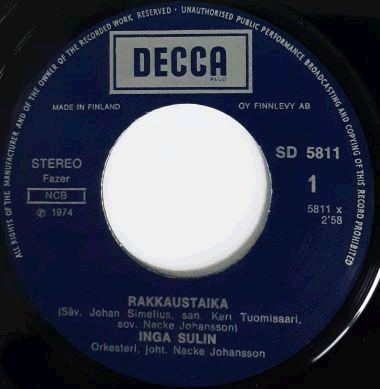 ALL RIGHTS OF THE MANUFACTURER AND OF THE OWNER OF THE RECORDED WORK RESERVED · UNAUTHORISED PUBLIC PERFORMANCE BROADCASTING AND COPYING OF THIS RECORD PROHIBITED
DECCA
REGD
MADE IN FINLAND
OY FINNLEVY AB
STEREO
Fazer
NCB
℗ 1974
SD 5811
1
5811 x
2'58
RAKKAUSTAIKA
(Säv. Johan Simelius, san. Keri Tuomisaari,
sov. Nacke Johansson)
INGA SULIN
Orkesteri, joht. Nacke Johansson